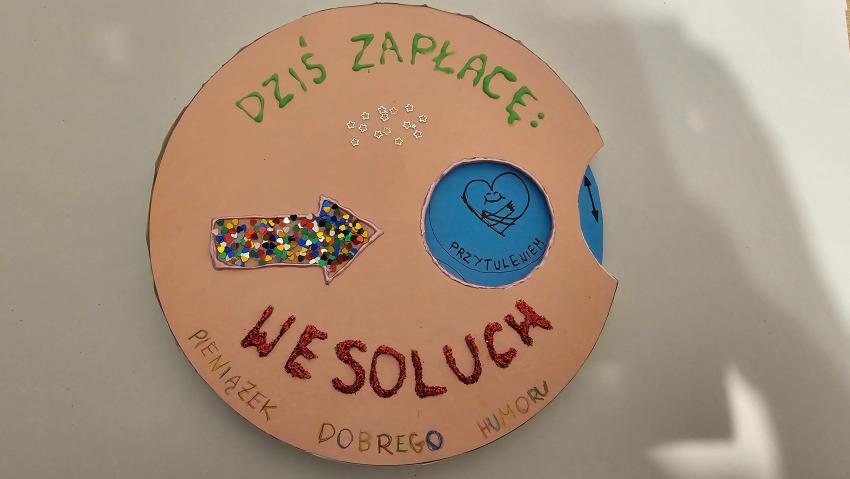 DZIŚ ZAPŁACĘ:
PRZYTULENIEM
WESOLUCH
PIENIĄŻEK DOBREGO HUMORU